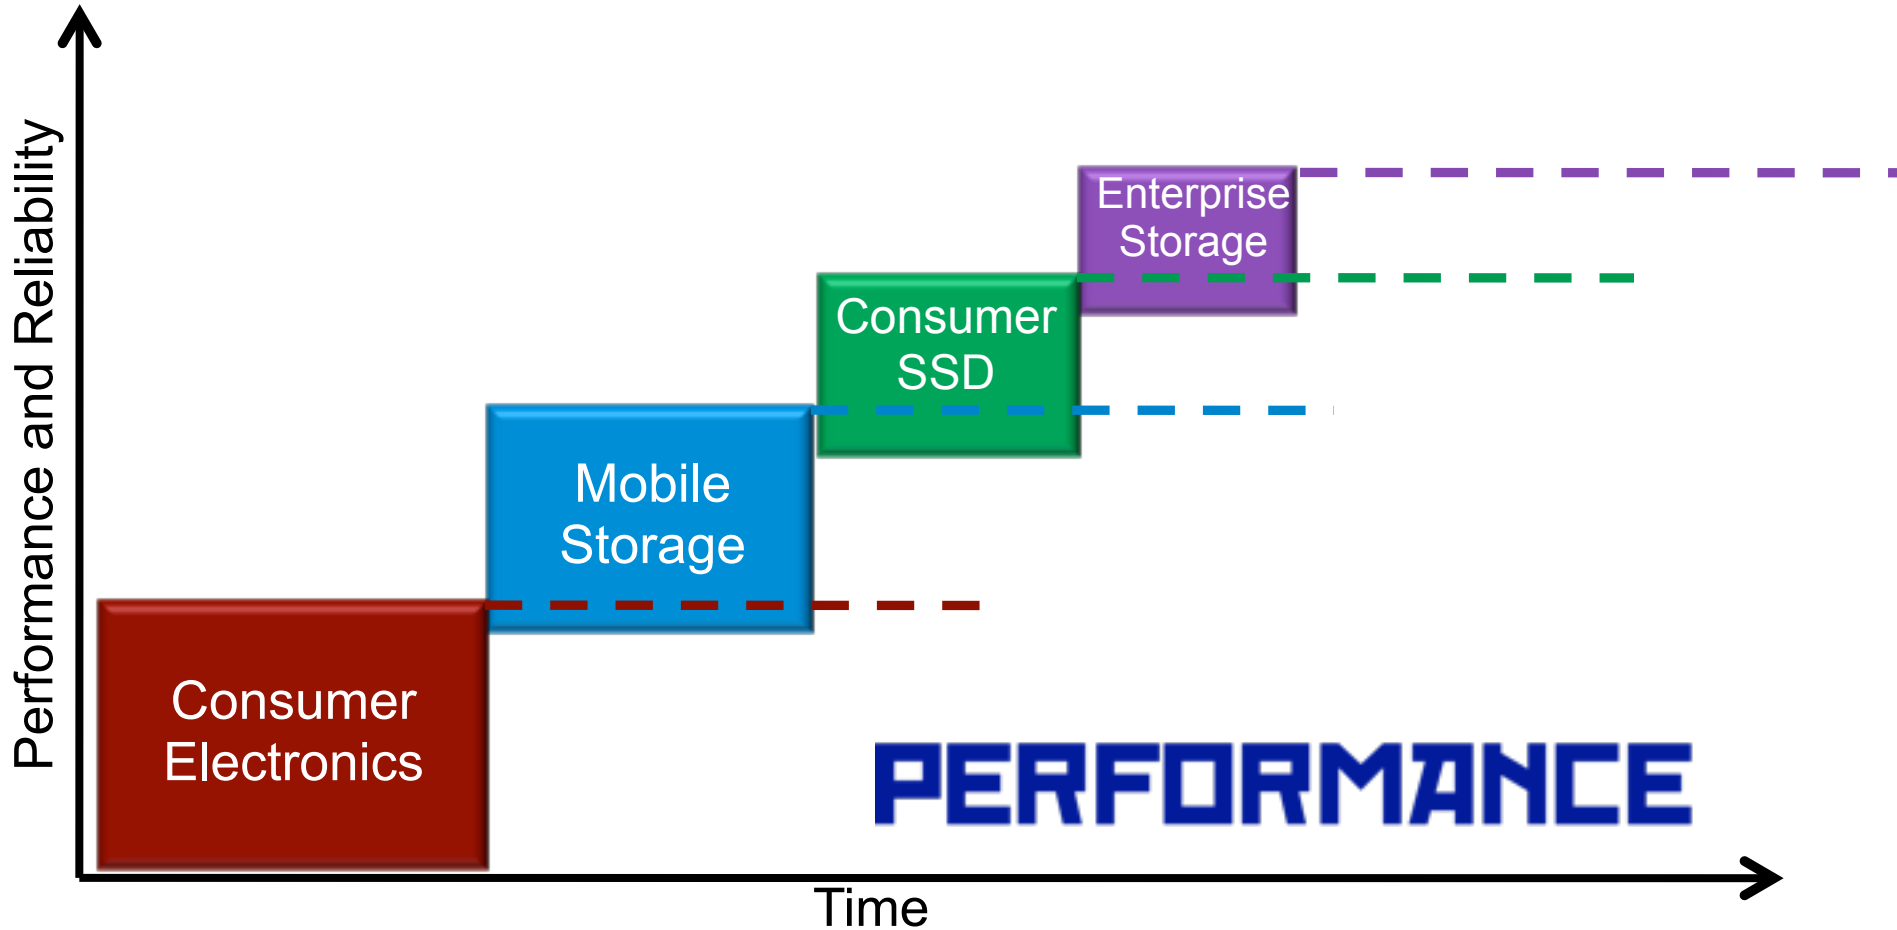 Performance and Reliability
Enterprise
Storage
Consumer
SSD
Mobile
Storage
Consumer
Electronics
PERFORMANCE
Time